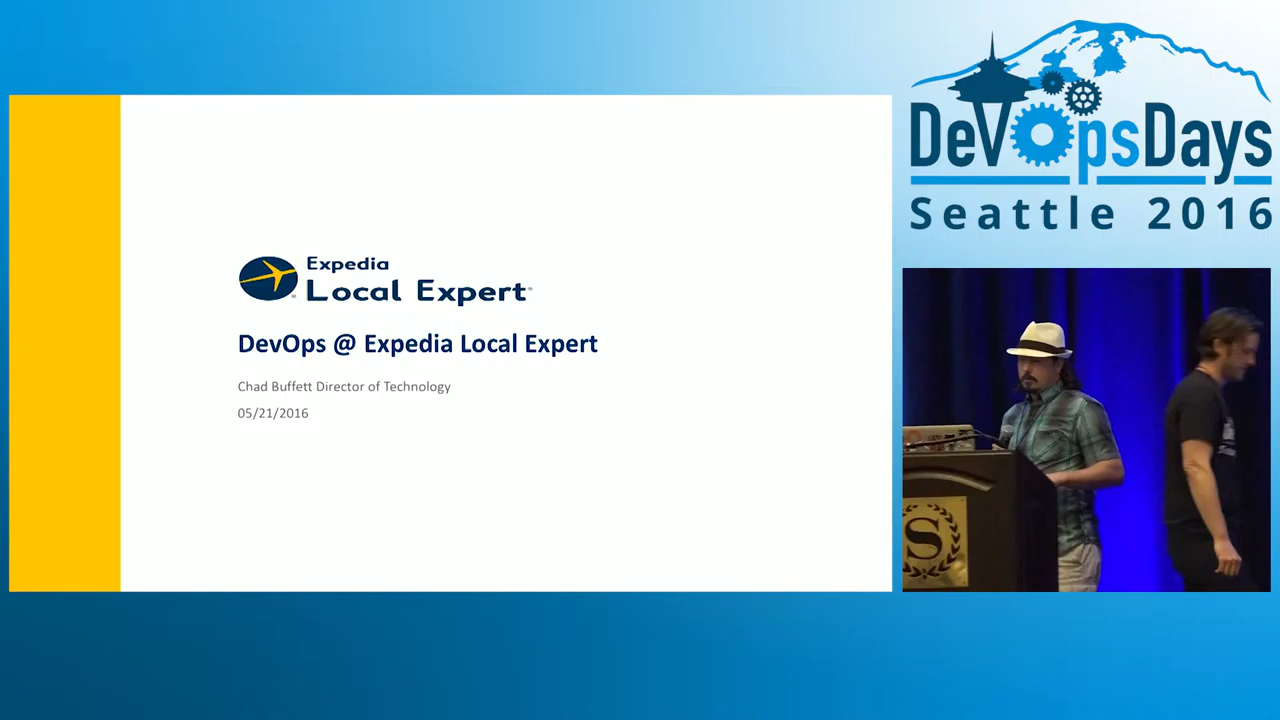 DevOpsDays
Seattle 2016
Expedia
Local Expert
DevOps @ Expedia Local Expert
Chad Buffett Director of Technology
05/21/2016
S